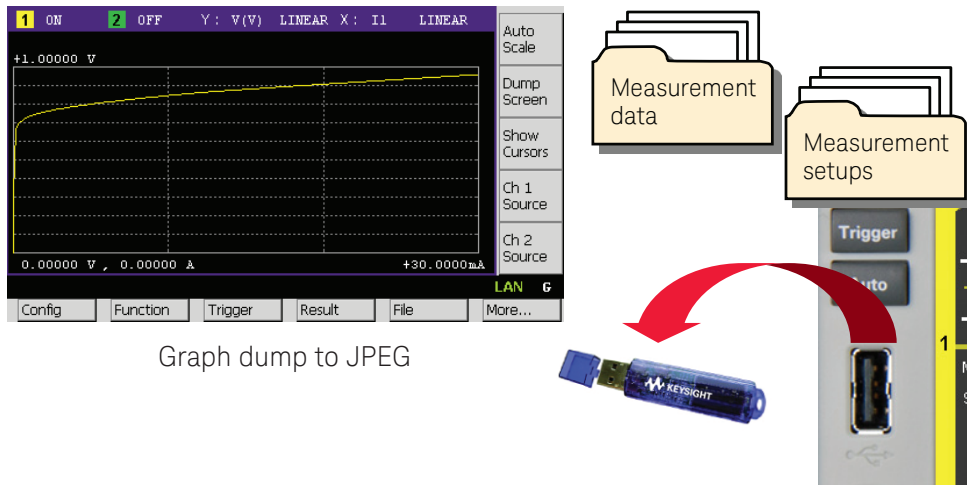 1 ON 2 OFF Y: V(V) LINEAR X: I1 LINEAR
+1.00000 V
0.00000 V , 0.00000 A +30.0000mA
Auto
Scale
Dump
Screen
Show
Cursors
Ch 1
Source
Ch 2
Source
LAN G
Config Function Trigger Result File More...
Graph dump to JPEG
Measurement
data
Measurement
setups
Trigger
Auto
1
KEYSIGHT